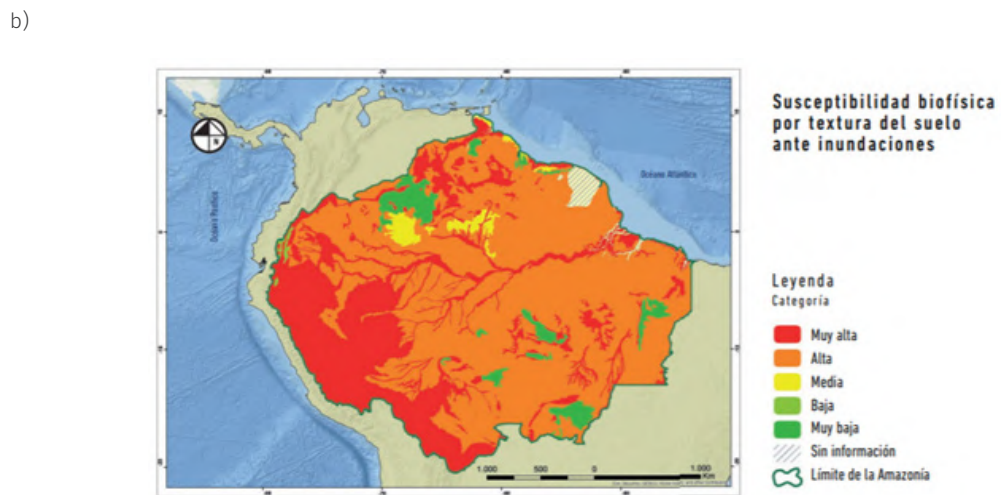 b)
Susceptibilidad biofísica
por textura del suelo
ante inundaciones
Océano Atlántico
Océano Pacífico
N
Leyenda
Categoría
Muy alta
Alta
Media
Baja
Muy baja
Sin información
Límite de la Amazonía
1.000 500 0 1.000
Km